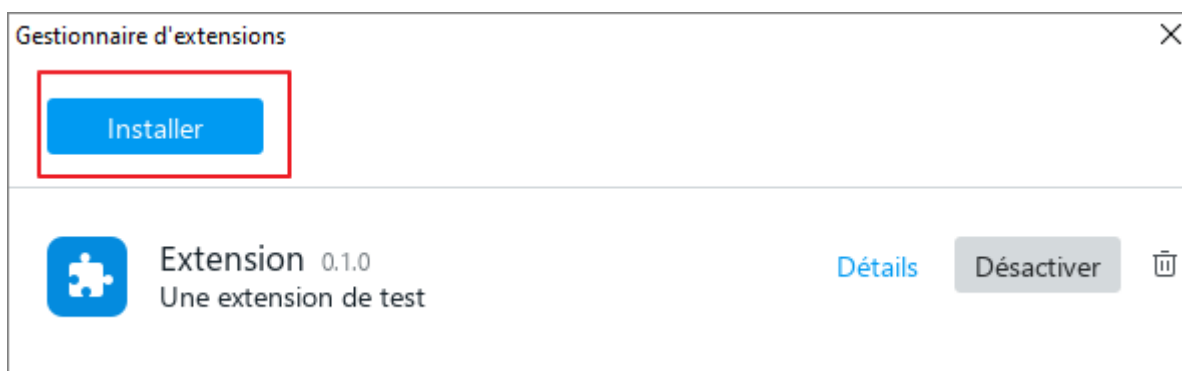 Gestionnaire d'extensions
Installer
Extension 0.1.0
Une extension de test
Détails
Désactiver